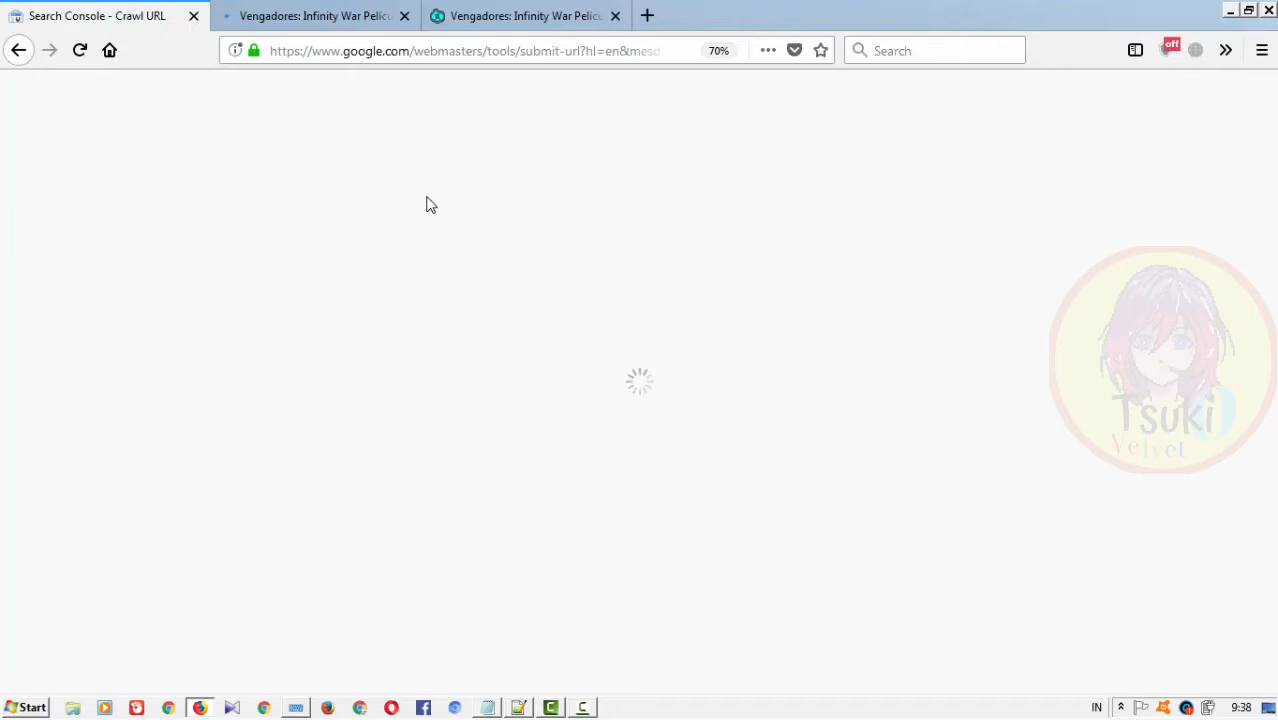 Search Console - Crawl URL
Vengadores: Infinity War Pelícu
Vengadores: Infinity War Pelícu
https://www.google.com/webmasters/tools/submit-url?hl=en&mesd
70%
Search
off
Tsuki
Velvet
Start
IN
9:38